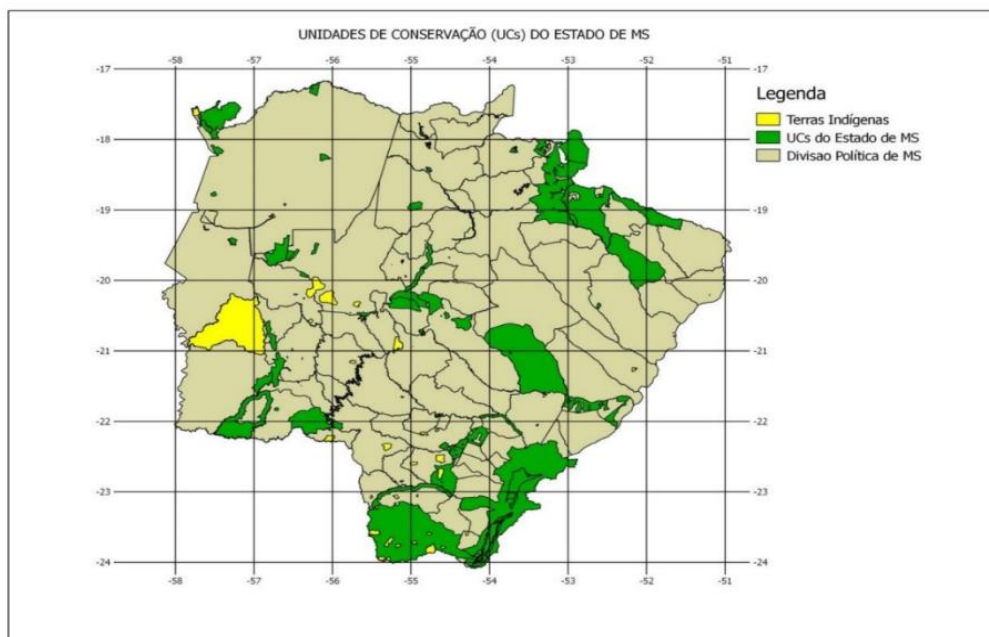 UNIDADES DE CONSERVAÇÃO (UCs) DO ESTADO DE MS
-58 -57 -56 -55 -54 -53 -52 -51
-17 -17
Legenda
Terras Indígenas
UCs do Estado de MS
Divisao Política de MS
-18 -18
-19 -19
-20 -20
-21 -21
-22 -22
-23 -23
-24 -24
-58 -57 -56 -55 -54 -53 -52 -51